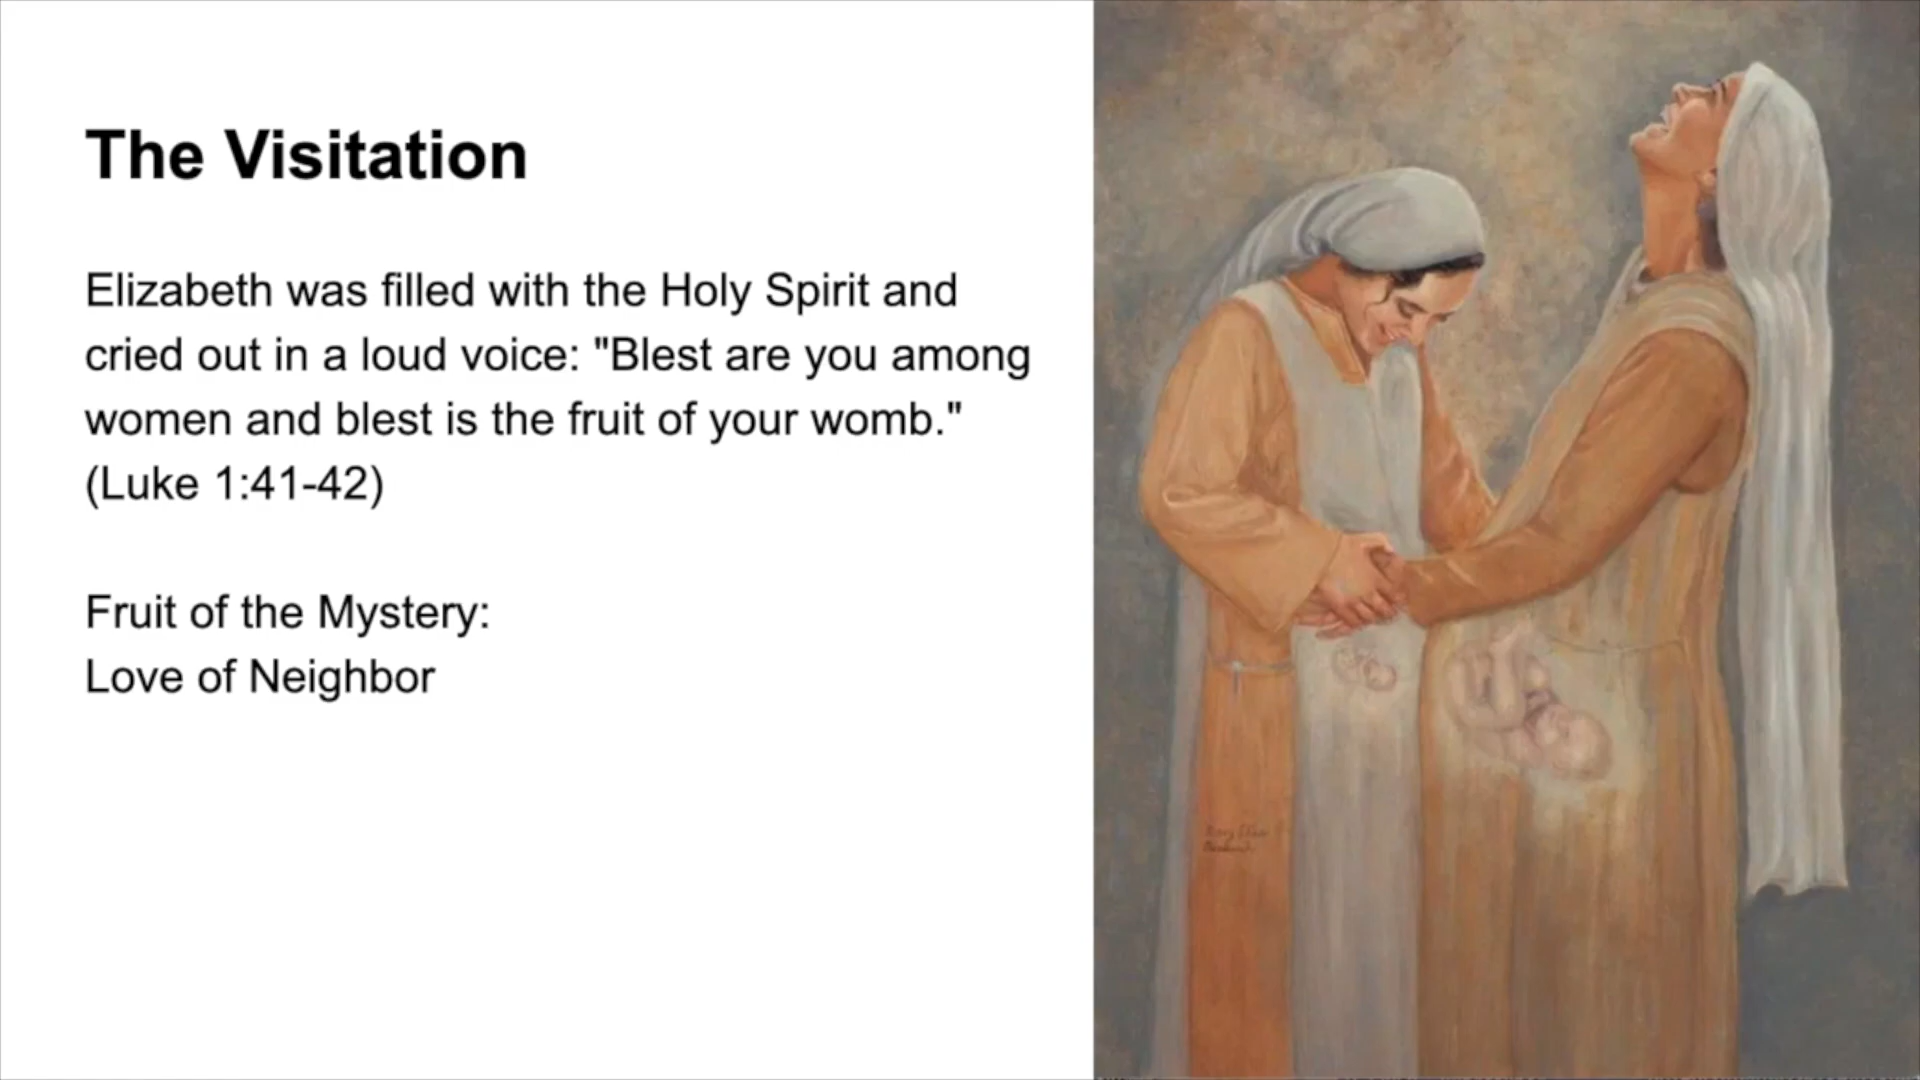 The Visitation
Elizabeth was filled with the Holy Spirit and
cried out in a loud voice: "Blest are you among
women and blest is the fruit of your womb."
(Luke 1:41-42)
Fruit of the Mystery:
Love of Neighbor